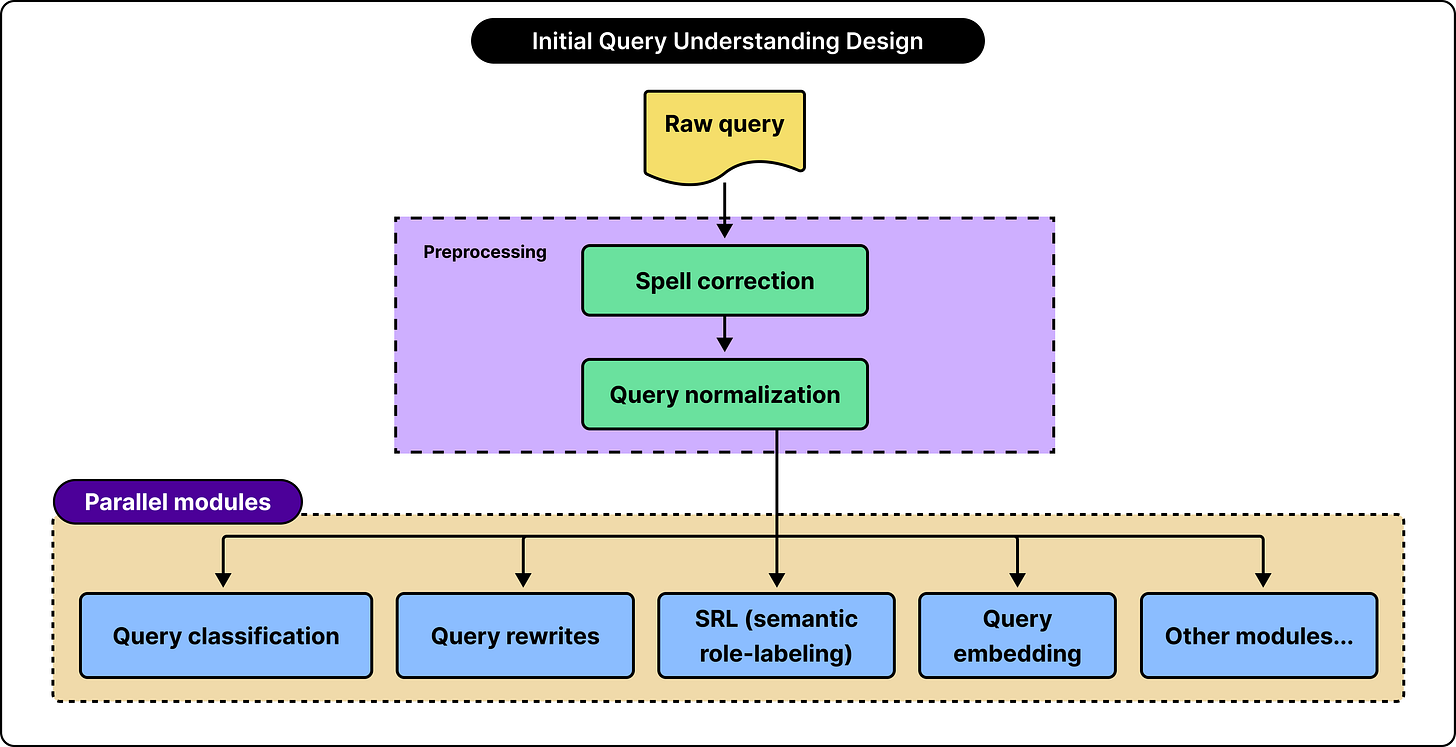 Initial Query Understanding Design
Raw query
Preprocessing
Spell correction
Query normalization
Parallel modules
Query classification
Query rewrites
SRL (semantic
role-labeling)
Query
embedding
Other modules...